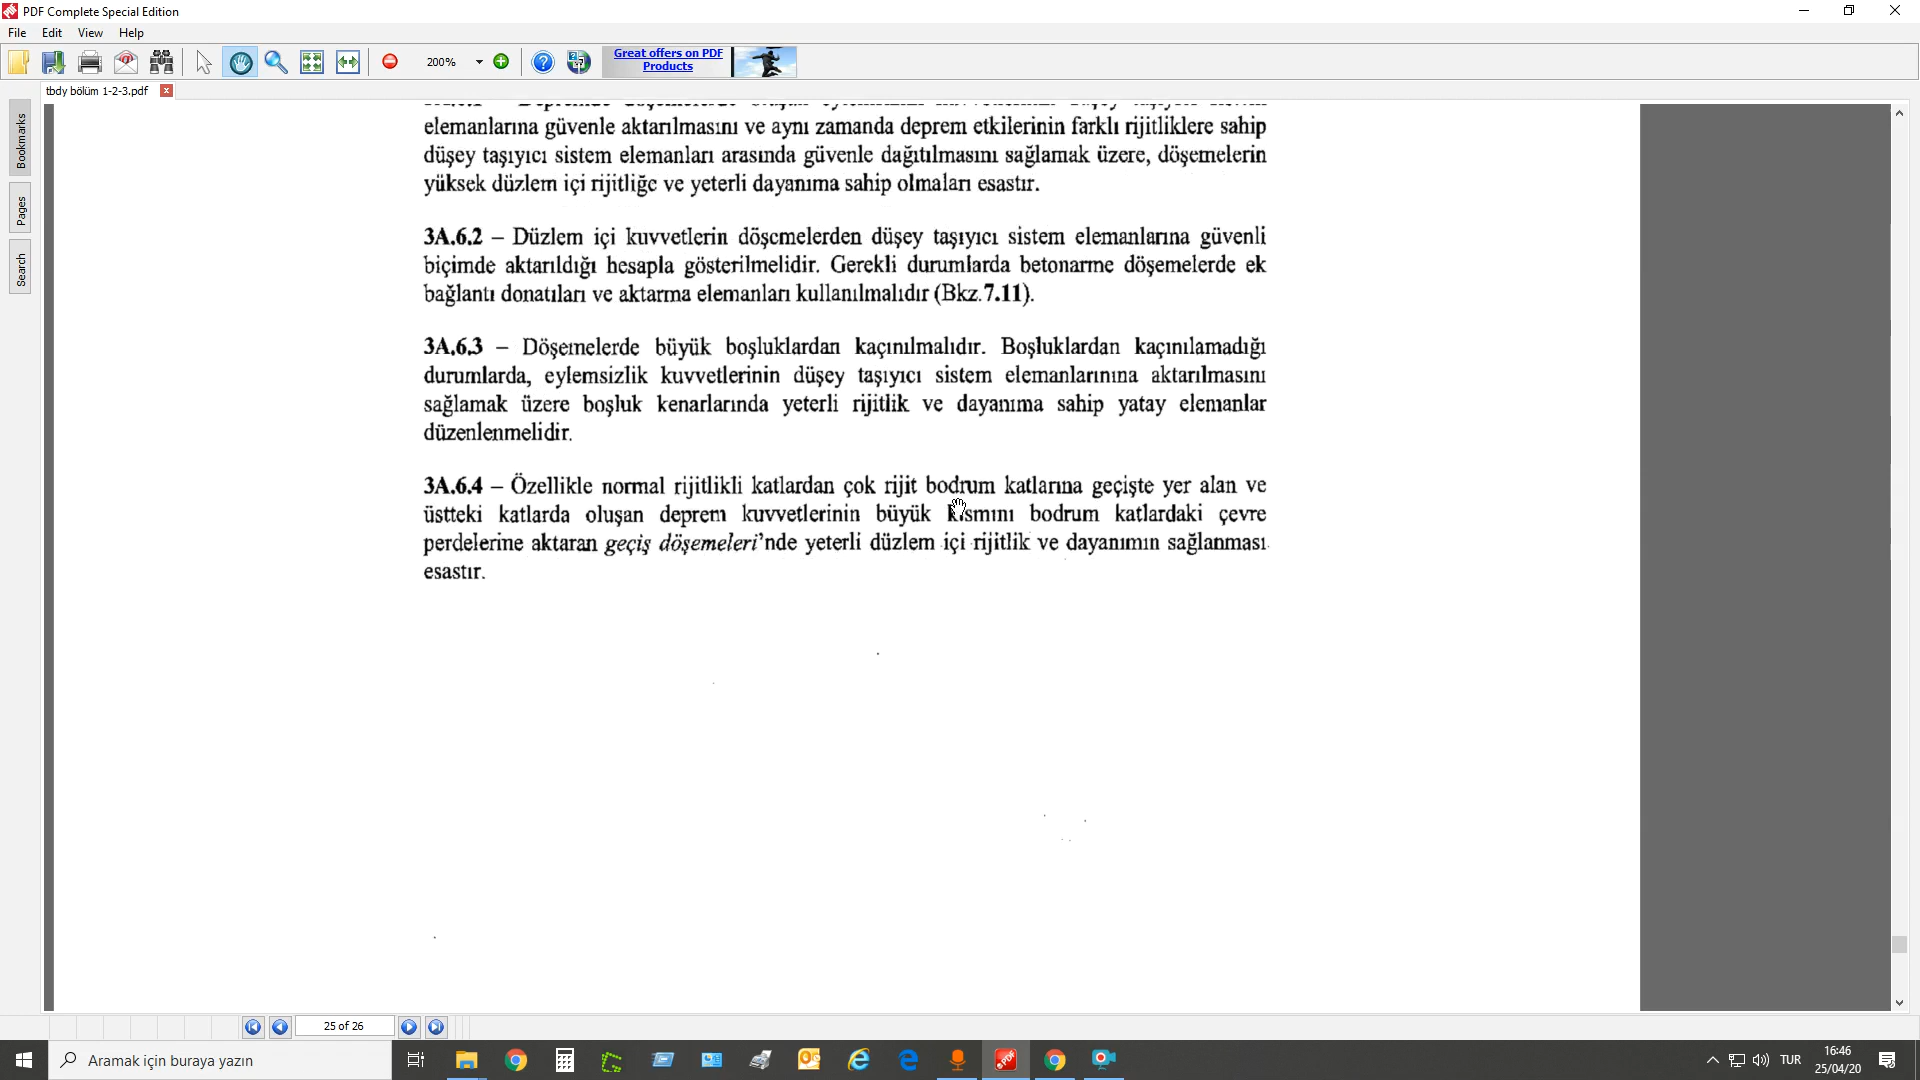 PDF Complete Special Edition
File Edit View Help
200%
Great offers on PDF
Products
tbdy bölüm 1-2-3.pdf
Bookmarks
Pages
Search
elemanlarına güvenle aktarılmasını ve aynı zamanda deprem etkilerinin farklı rijitliklere sahip
düşey taşıyıcı sistem elemanları arasında güvenle dağıtılmasını sağlamak üzere, döşemelerin
yüksek düzlem içi rijitliğe ve yeterli dayanıma sahip olmaları esastır.
3A.6.2 – Düzlem içi kuvvetlerin döşemelerden düşey taşıyıcı sistem elemanlarına güvenli
biçimde aktarıldığı hesapla gösterilmelidir. Gerekli durumlarda betonarme döşemelerde ek
bağlantı donatıları ve aktarma elemanları kullanılmalıdır (Bkz.7.11).
3A.6.3 – Döşemelerde büyük boşluklardan kaçınılmalıdır. Boşluklardan kaçınılamadığı
durumlarda, eylemsizlik kuvvetlerinin düşey taşıyıcı sistem elemanlarınına aktarılmasını
sağlamak üzere boşluk kenarlarında yeterli rijitlik ve dayanıma sahip yatay elemanlar
düzenlenmelidir.
3A.6.4 – Özellikle normal rijitlikli katlardan çok rijit bodrum katlarına geçişte yer alan ve
üstteki katlarda oluşan deprem kuvvetlerinin büyük kısmını bodrum katlardaki çevre
perdelerine aktaran geçiş döşemeleri'nde yeterli düzlem içi rijitlik ve dayanımın sağlanması
esastır.
25 of 26
Aramak için buraya yazın
TUR
16:46
25/04/20